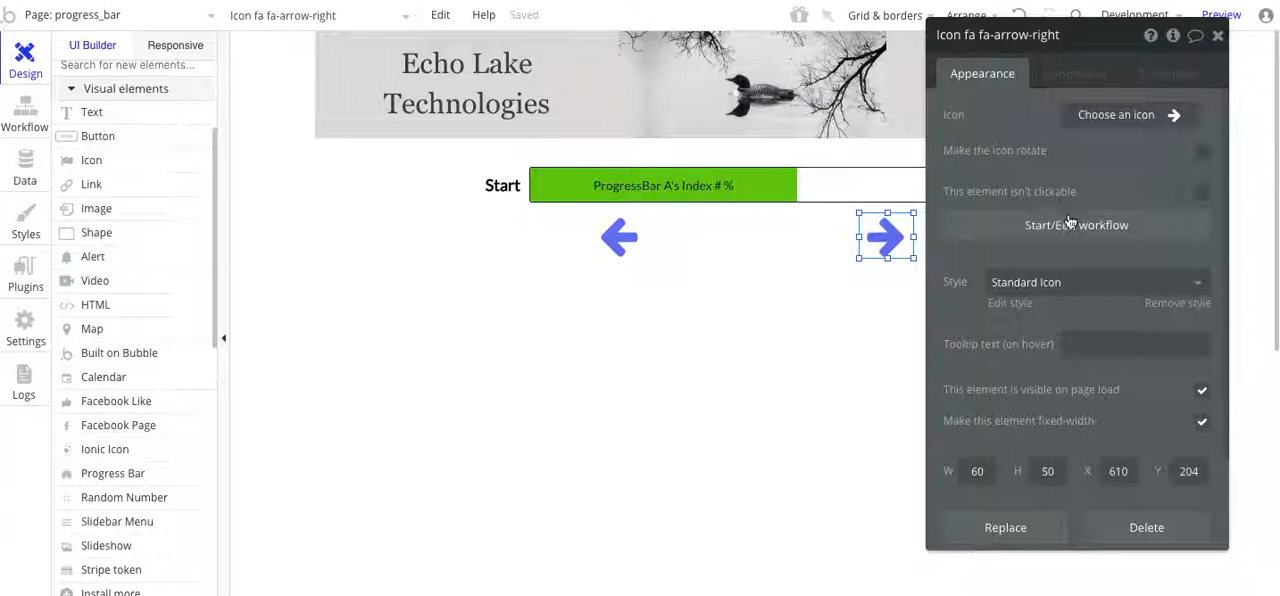 Page: progress_bar
Icon fa fa-arrow-right
Edit
Help
Saved
Grid & borders
Arrange
Development
Preview
UI Builder
Responsive
Search for new elements...
Visual elements
Text
Button
Icon
Link
Image
Shape
Alert
Video
HTML
Map
Built on Bubble
Calendar
Facebook Like
Facebook Page
Ionic Icon
Progress Bar
Random Number
Slidebar Menu
Slideshow
Stripe token
Install more
Design
Workflow
Data
Styles
Plugins
Settings
Logs
Echo Lake
Technologies
Start
ProgressBar A's Index # %
Icon fa fa-arrow-right
Appearance
Icon
Choose an icon
Make the icon rotate
This element isn't clickable
Start/Edit workflow
Style
Standard Icon
Edit style
Remove style
Tooltip text (on hover)
This element is visible on page load
Make this element fixed-width
W 60 H 50 X 610 Y 204
Replace
Delete